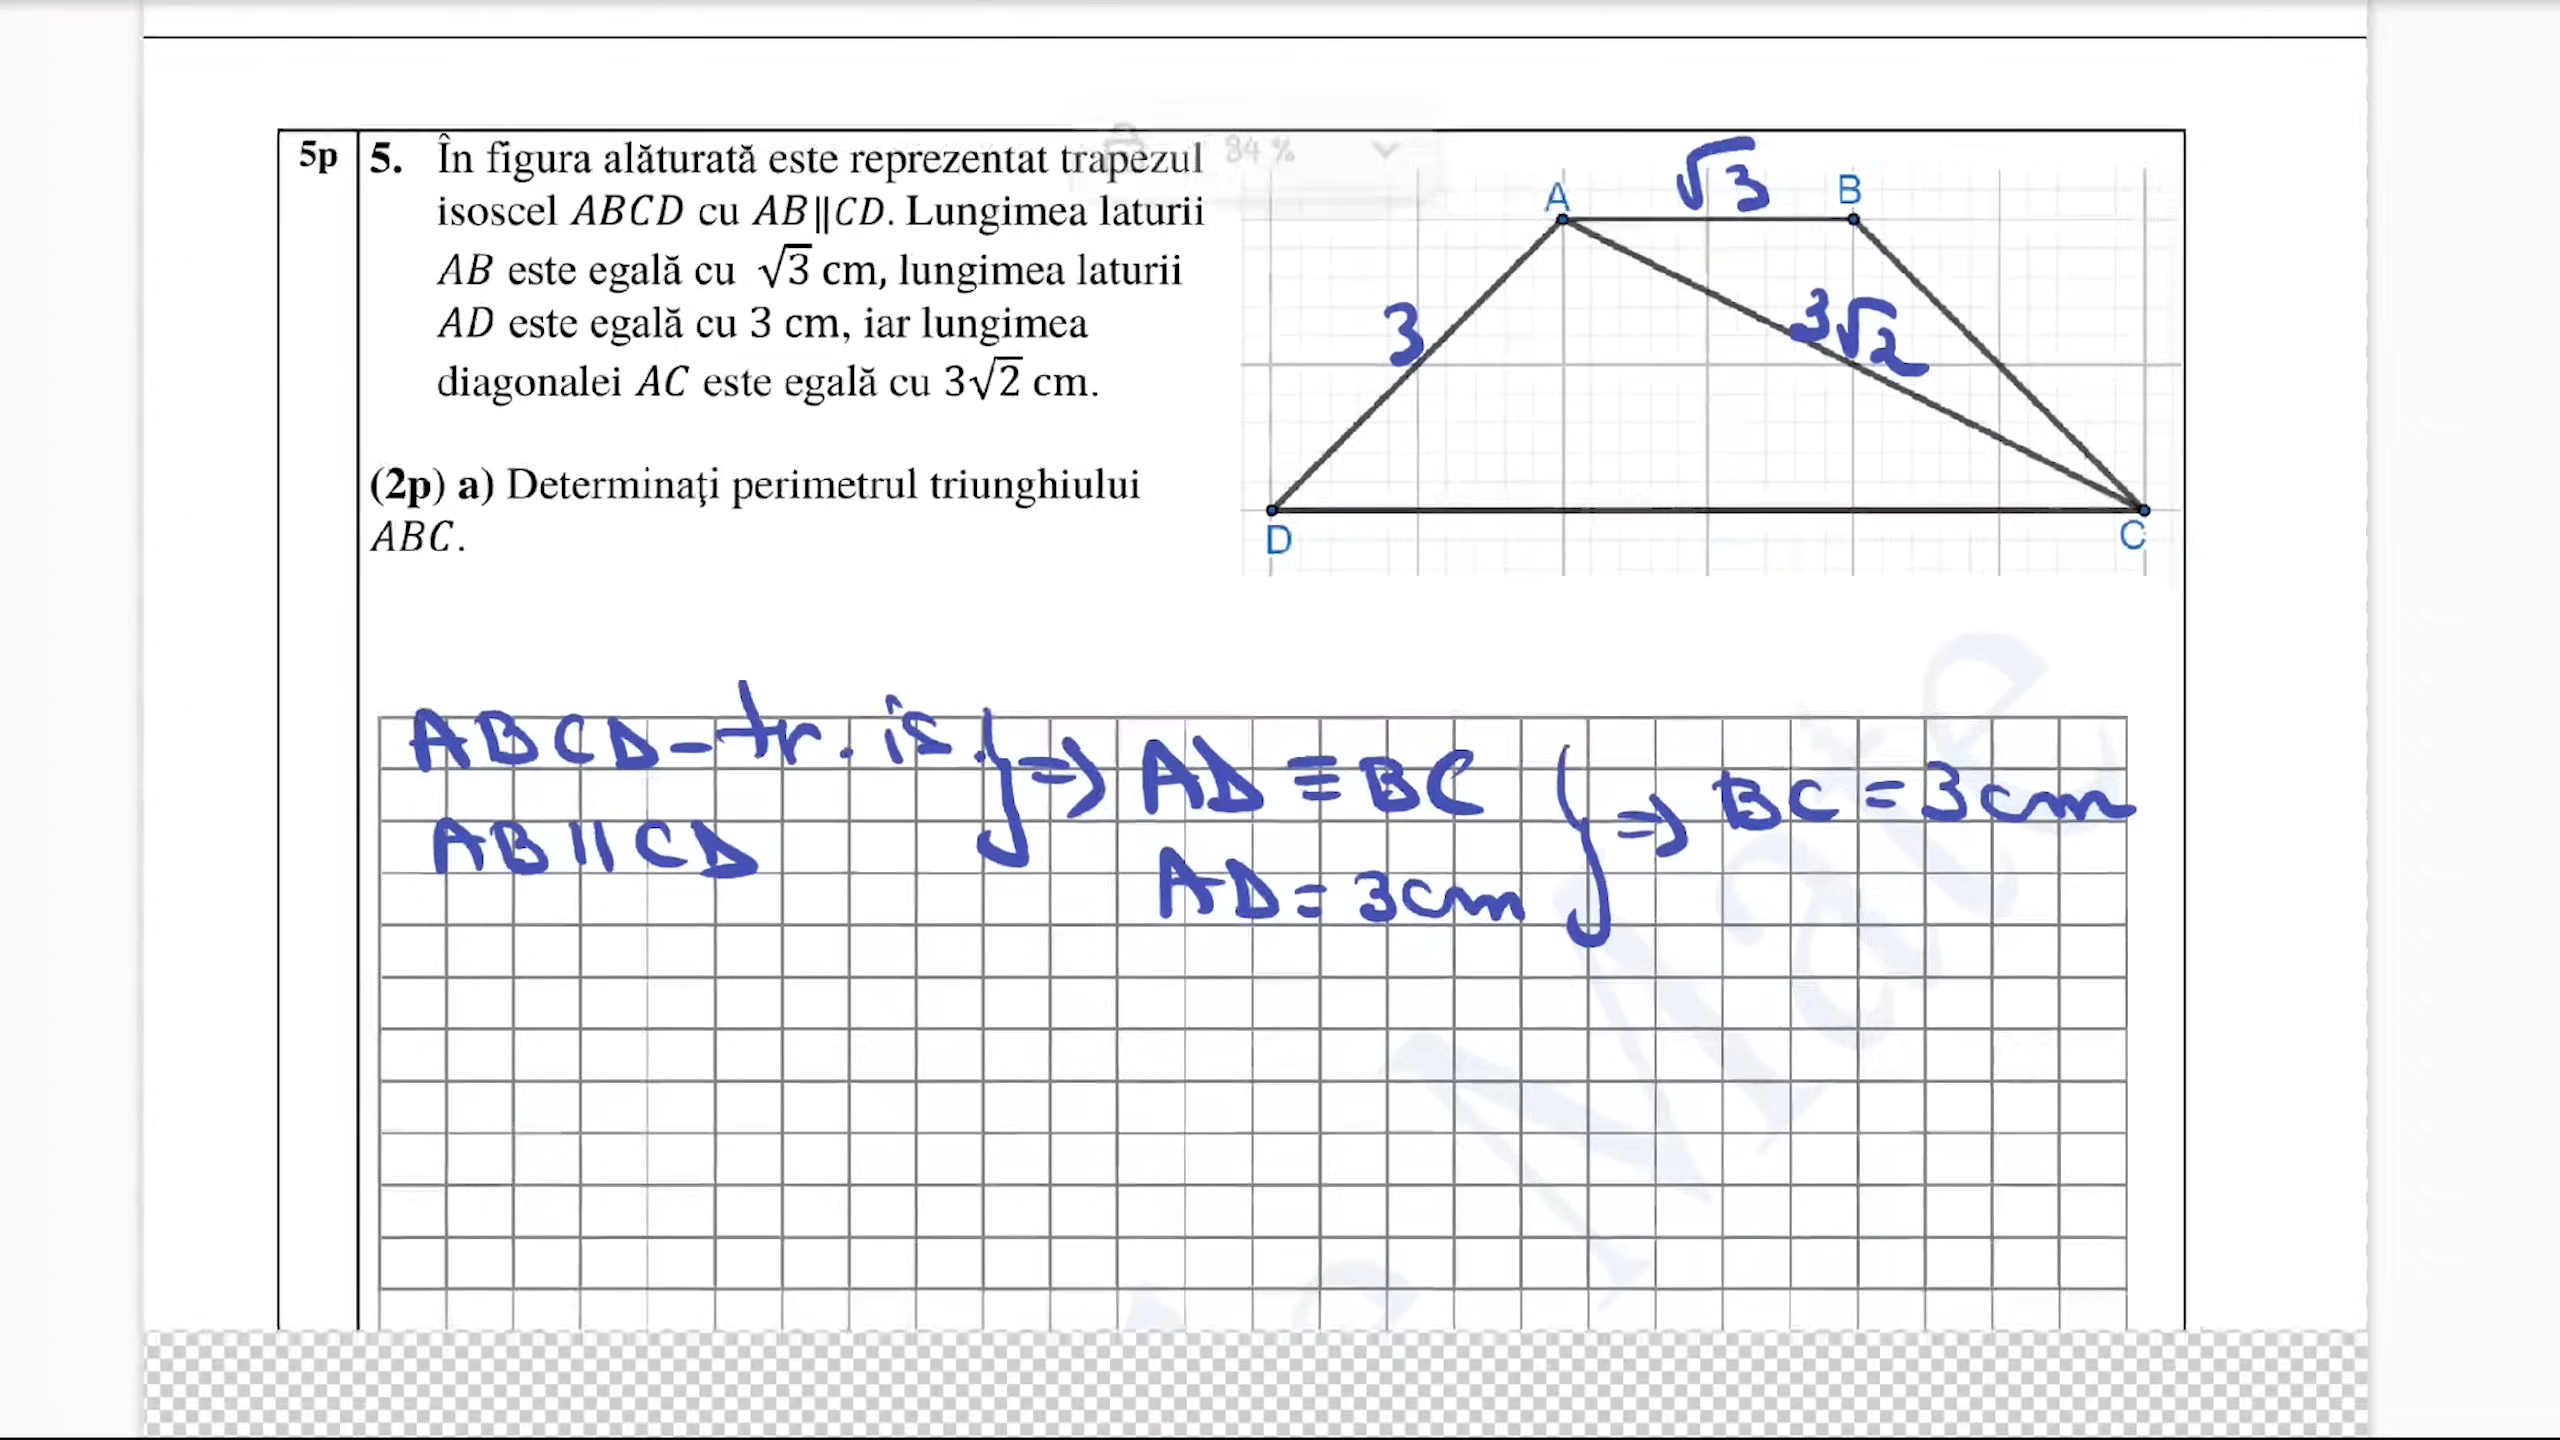 5p 5. În figura alăturată este reprezentat trapezul
isoscel ABCD cu AB∥CD. Lungimea laturii
AB este egală cu √3 cm, lungimea laturii
AD este egală cu 3 cm, iar lungimea
diagonalei AC este egală cu 3√2 cm.
(2p) a) Determinaţi perimetrul triunghiului
ABC.
84 %
√3
A
B
3
3√2
D
C
ABCD - tr. is. } => AD ≡ BC } => BC = 3cm
AB ∥ CD
AD = 3cm
Mate